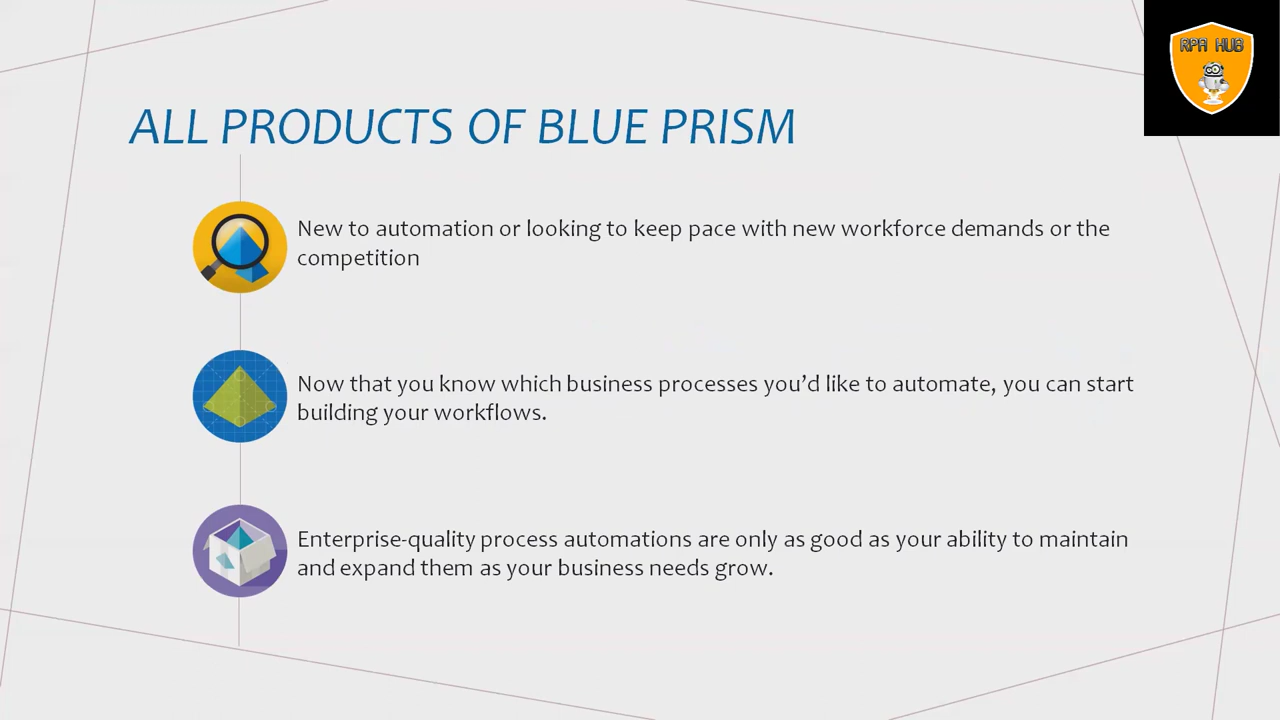 RPA HUB
ALL PRODUCTS OF BLUE PRISM
New to automation or looking to keep pace with new workforce demands or the
competition
Now that you know which business processes you’d like to automate, you can start
building your workflows.
Enterprise-quality process automations are only as good as your ability to maintain
and expand them as your business needs grow.